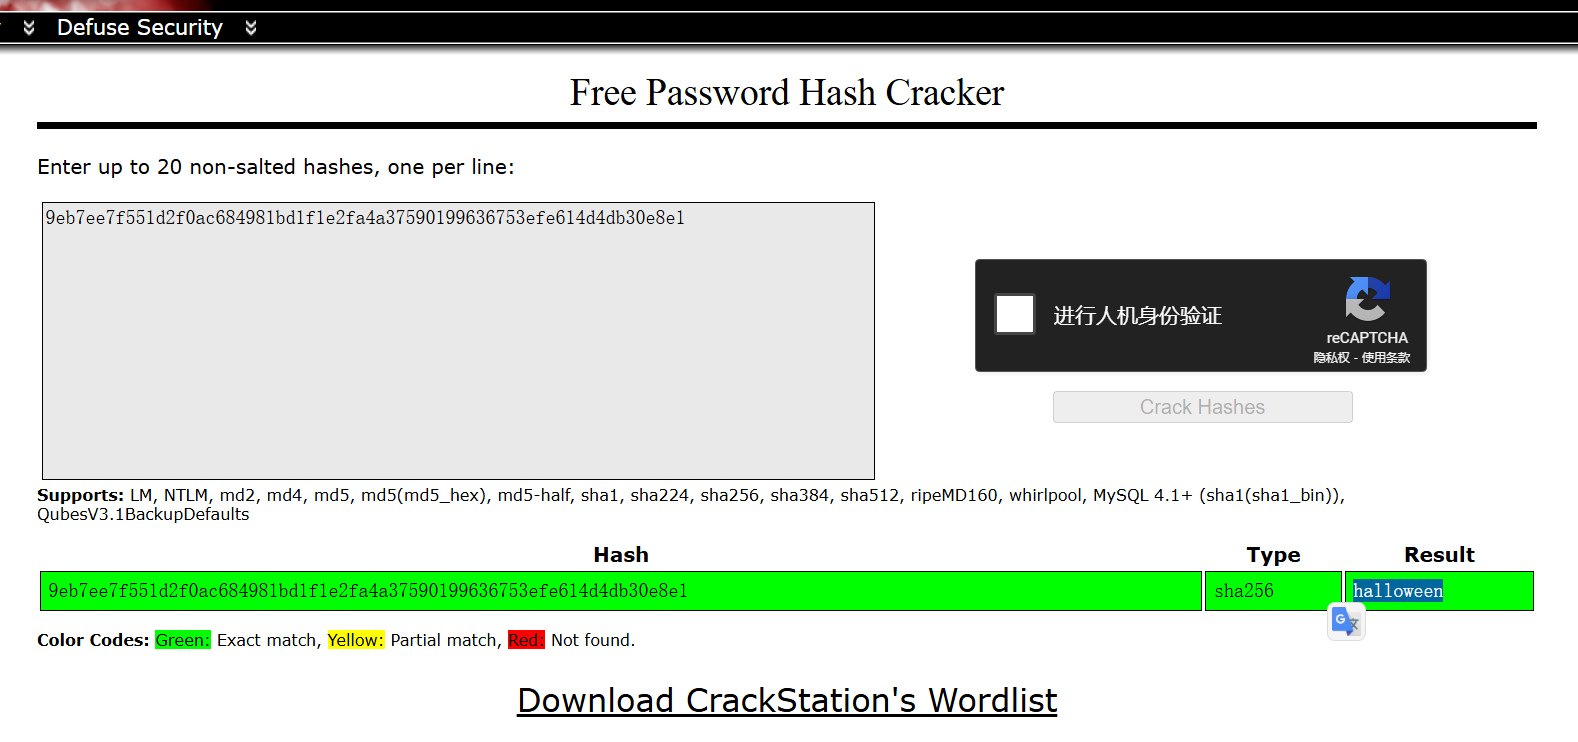 Defuse Security
Free Password Hash Cracker
Enter up to 20 non-salted hashes, one per line:
9eb7ee7f551d2f0ac684981bd1f1e2fa4a37590199636753efe614d4db30e8e1
进行人机身份验证
reCAPTCHA
隐私权 - 使用条款
Crack Hashes
Supports: LM, NTLM, md2, md4, md5, md5(md5_hex), md5-half, sha1, sha224, sha256, sha384, sha512, ripeMD160, whirlpool, MySQL 4.1+ (sha1(sha1_bin)),
QubesV3.1BackupDefaults
Hash Type Result
9eb7ee7f551d2f0ac684981bd1f1e2fa4a37590199636753efe614d4db30e8e1 sha256 halloween
Color Codes: Green: Exact match, Yellow: Partial match, Red: Not found.
Download CrackStation's Wordlist